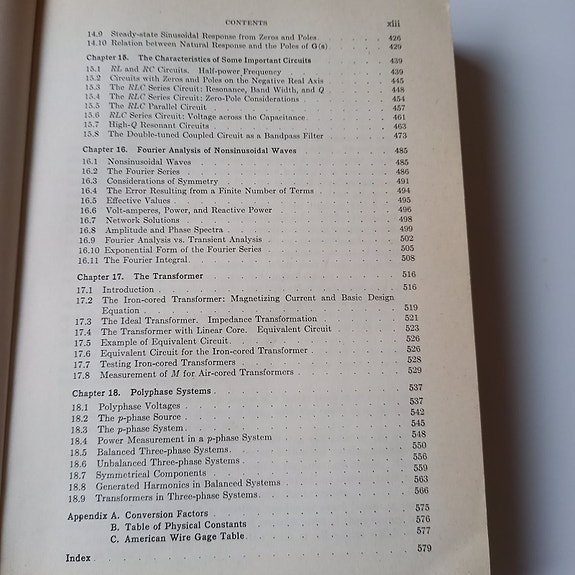 CONTENTS xiii
14.9 Steady-state Sinusoidal Response from Zeros and Poles 426
14.10 Relation between Natural Response and the Poles of G(s) 429
Chapter 15. The Characteristics of Some Important Circuits 439
15.1 RL and RC Circuits. Half-power Frequency 439
15.2 Circuits with Zeros and Poles on the Negative Real Axis 445
15.3 The RLC Series Circuit: Resonance, Band Width, and Q 448
15.4 The RLC Series Circuit: Zero-Pole Considerations 454
15.5 The RLC Parallel Circuit 456
15.6 RLC Series Circuit: Voltage across the Capacitance 461
15.7 High-Q Resonant Circuits 463
15.8 The Double-tuned Coupled Circuit as a Bandpass Filter 473
Chapter 16. Fourier Analysis of Nonsinusoidal Waves 485
16.1 Nonsinusoidal Waves 485
16.2 The Fourier Series 486
16.3 Considerations of Symmetry 491
16.4 The Error Resulting from a Finite Number of Terms 494
16.5 Effective Values 495
16.6 Volt-amperes, Power, and Reactive Power 496
16.7 Network Solutions 498
16.8 Amplitude and Phase Spectra 499
16.9 Fourier Analysis vs. Transient Analysis 502
16.10 Exponential Form of the Fourier Series 505
16.11 The Fourier Integral 508
Chapter 17. The Transformer 516
17.1 Introduction 516
17.2 The Iron-cored Transformer: Magnetizing Current and Basic Design
Equation 519
17.3 The Ideal Transformer. Impedance Transformation 521
17.4 The Transformer with Linear Core. Equivalent Circuit 523
17.5 Example of Equivalent Circuit 526
17.6 Equivalent Circuit for the Iron-cored Transformer 526
17.7 Testing Iron-cored Transformers 528
17.8 Measurement of M for Air-cored Transformers 529
Chapter 18. Polyphase Systems 537
18.1 Polyphase Voltages 537
18.2 The p-phase Source 542
18.3 The p-phase System 545
18.4 Power Measurement in a p-phase System 548
18.5 Balanced Three-phase Systems 550
18.6 Unbalanced Three-phase Systems 556
18.7 Symmetrical Components 559
18.8 Generated Harmonics in Balanced Systems 563
18.9 Transformers in Three-phase Systems 566
Appendix A. Conversion Factors 575
B. Table of Physical Constants 576
C. American Wire Gage Table 577
Index 579